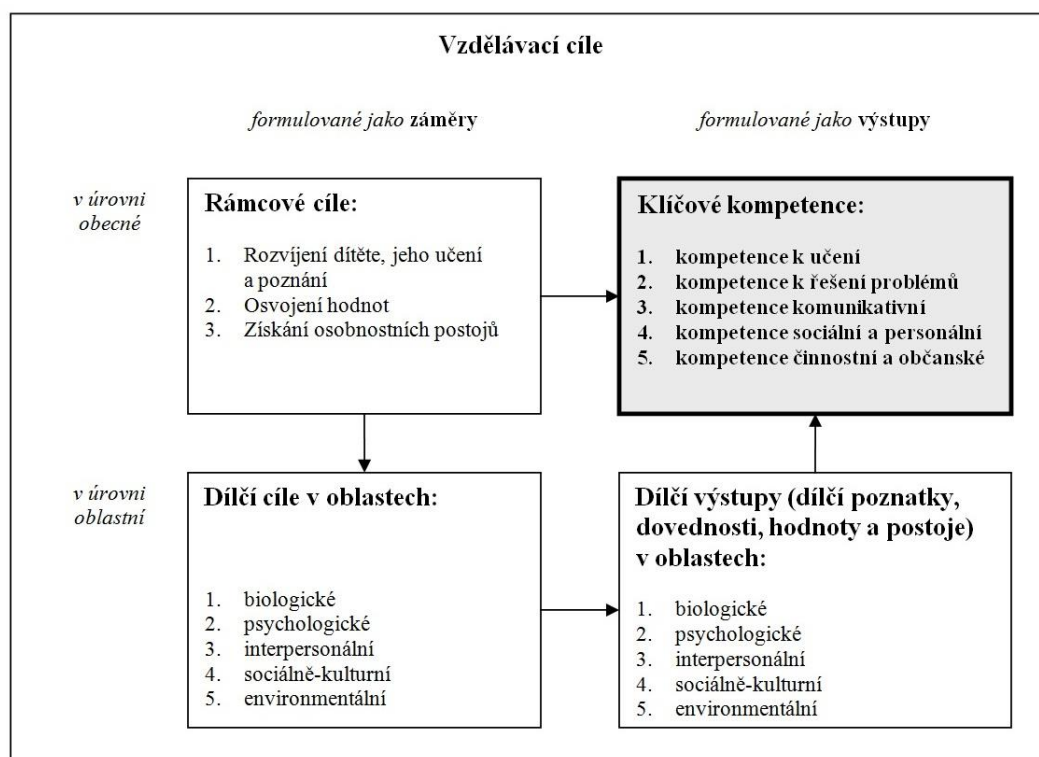 Vzdělávací cíle
formulované jako záměry
formulované jako výstupy
v úrovni
obecné
Rámcové cíle:
1. Rozvíjení dítěte, jeho učení
a poznání
2. Osvojení hodnot
3. Získání osobnostních postojů
Klíčové kompetence:
1. kompetence k učení
2. kompetence k řešení problémů
3. kompetence komunikativní
4. kompetence sociální a personální
5. kompetence činnostní a občanské
v úrovni
oblastní
Dílčí cíle v oblastech:
1. biologické
2. psychologické
3. interpersonální
4. sociálně-kulturní
5. environmentální
Dílčí výstupy (dílčí poznatky,
dovednosti, hodnoty a postoje)
v oblastech:
1. biologické
2. psychologické
3. interpersonální
4. sociálně-kulturní
5. environmentální